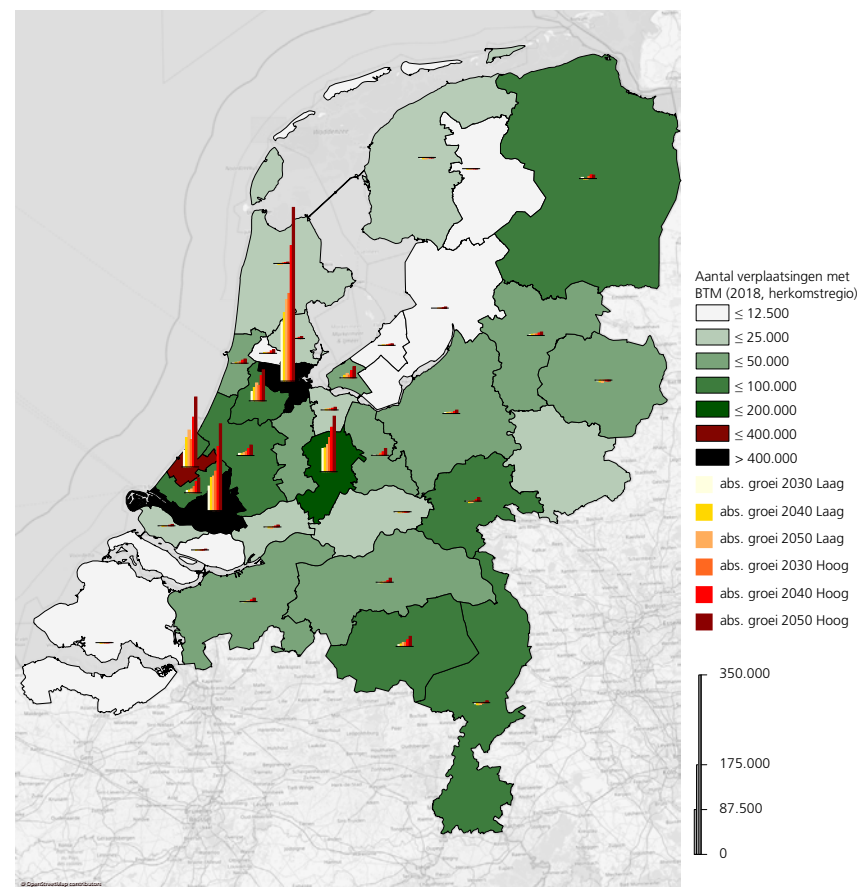 Aantal verplaatsingen met
BTM (2018, herkomstregio)
≤ 12.500
≤ 25.000
≤ 50.000
≤ 100.000
≤ 200.000
≤ 400.000
> 400.000
abs. groei 2030 Laag
abs. groei 2040 Laag
abs. groei 2050 Laag
abs. groei 2030 Hoog
abs. groei 2040 Hoog
abs. groei 2050 Hoog
350.000
175.000
87.500
0
© OpenStreetMap contributors